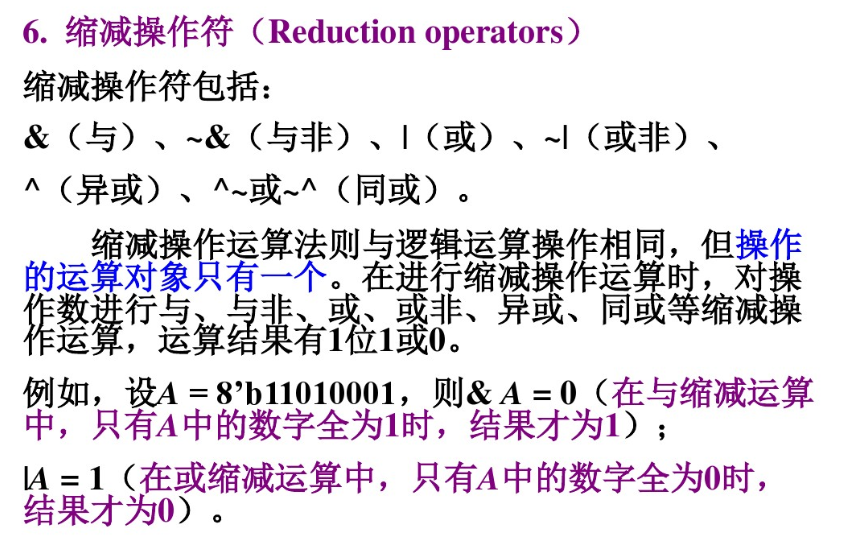 6. 缩减操作符（Reduction operators）
缩减操作符包括：
&（与）、~&（与非）、|（或）、~|（或非）、
^（异或）、^~或~^（同或）。
缩减操作运算法则与逻辑运算操作相同，但操作
的运算对象只有一个。在进行缩减操作运算时，对操
作数进行与、与非、或、或非、异或、同或等缩减操
作运算，运算结果有1位1或0。
例如，设A = 8’b11010001，则& A = 0（在与缩减运算
中，只有A中的数字全为1时，结果才为1）；
|A = 1（在或缩减运算中，只有A中的数字全为0时，
结果才为0）。